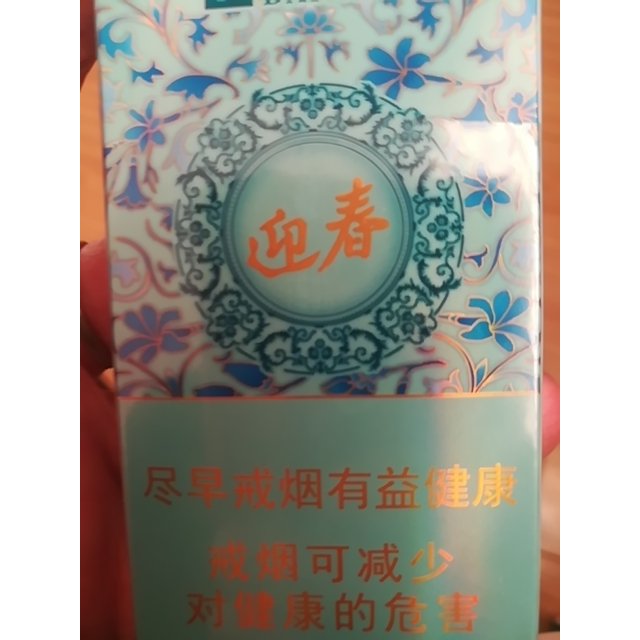 迎春
尽早戒烟有益健康
戒烟可减少
对健康的危害